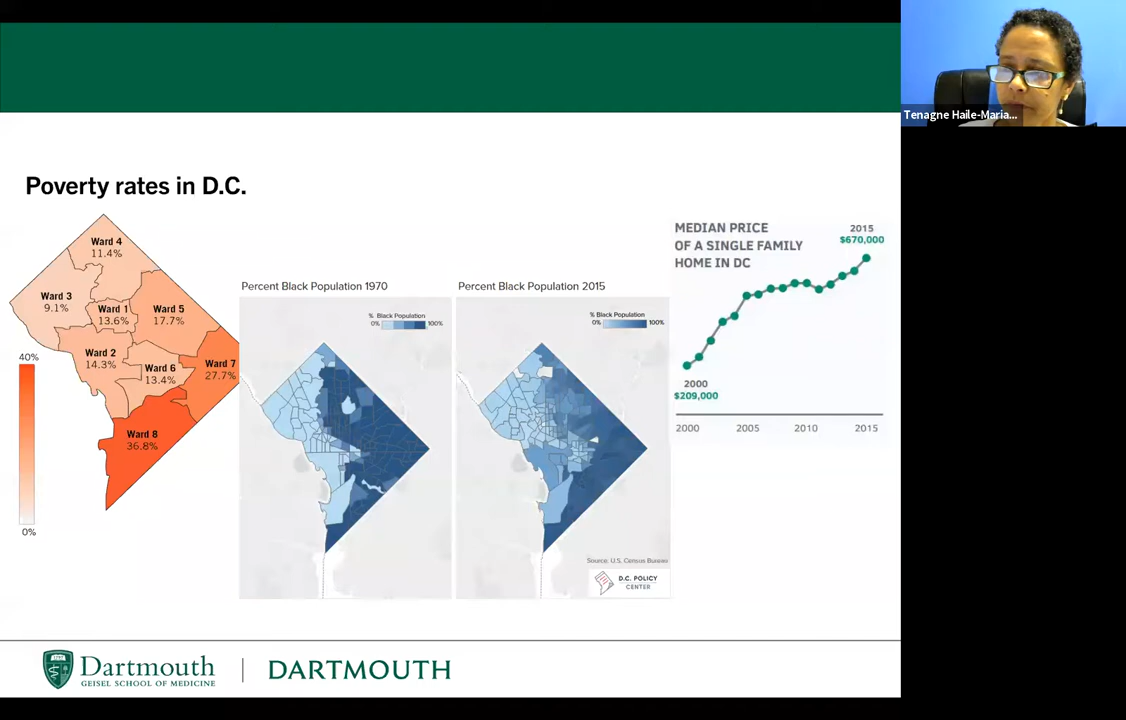 Tenagne Haile-Maria...
Poverty rates in D.C.
Ward 4
11.4%
Ward 3
9.1%
Ward 1
13.6%
Ward 5
17.7%
Ward 2
14.3%
Ward 6
13.4%
Ward 7
27.7%
Ward 8
36.8%
40%
0%
Percent Black Population 1970
% Black Population
0%
100%
Percent Black Population 2015
% Black Population
0%
100%
Source: U.S. Census Bureau
D.C. POLICY
CENTER
MEDIAN PRICE
OF A SINGLE FAMILY
HOME IN DC
2015
$670,000
2000
$209,000
2000
2005
2010
2015
Dartmouth
GEISEL SCHOOL OF MEDICINE
DARTMOUTH